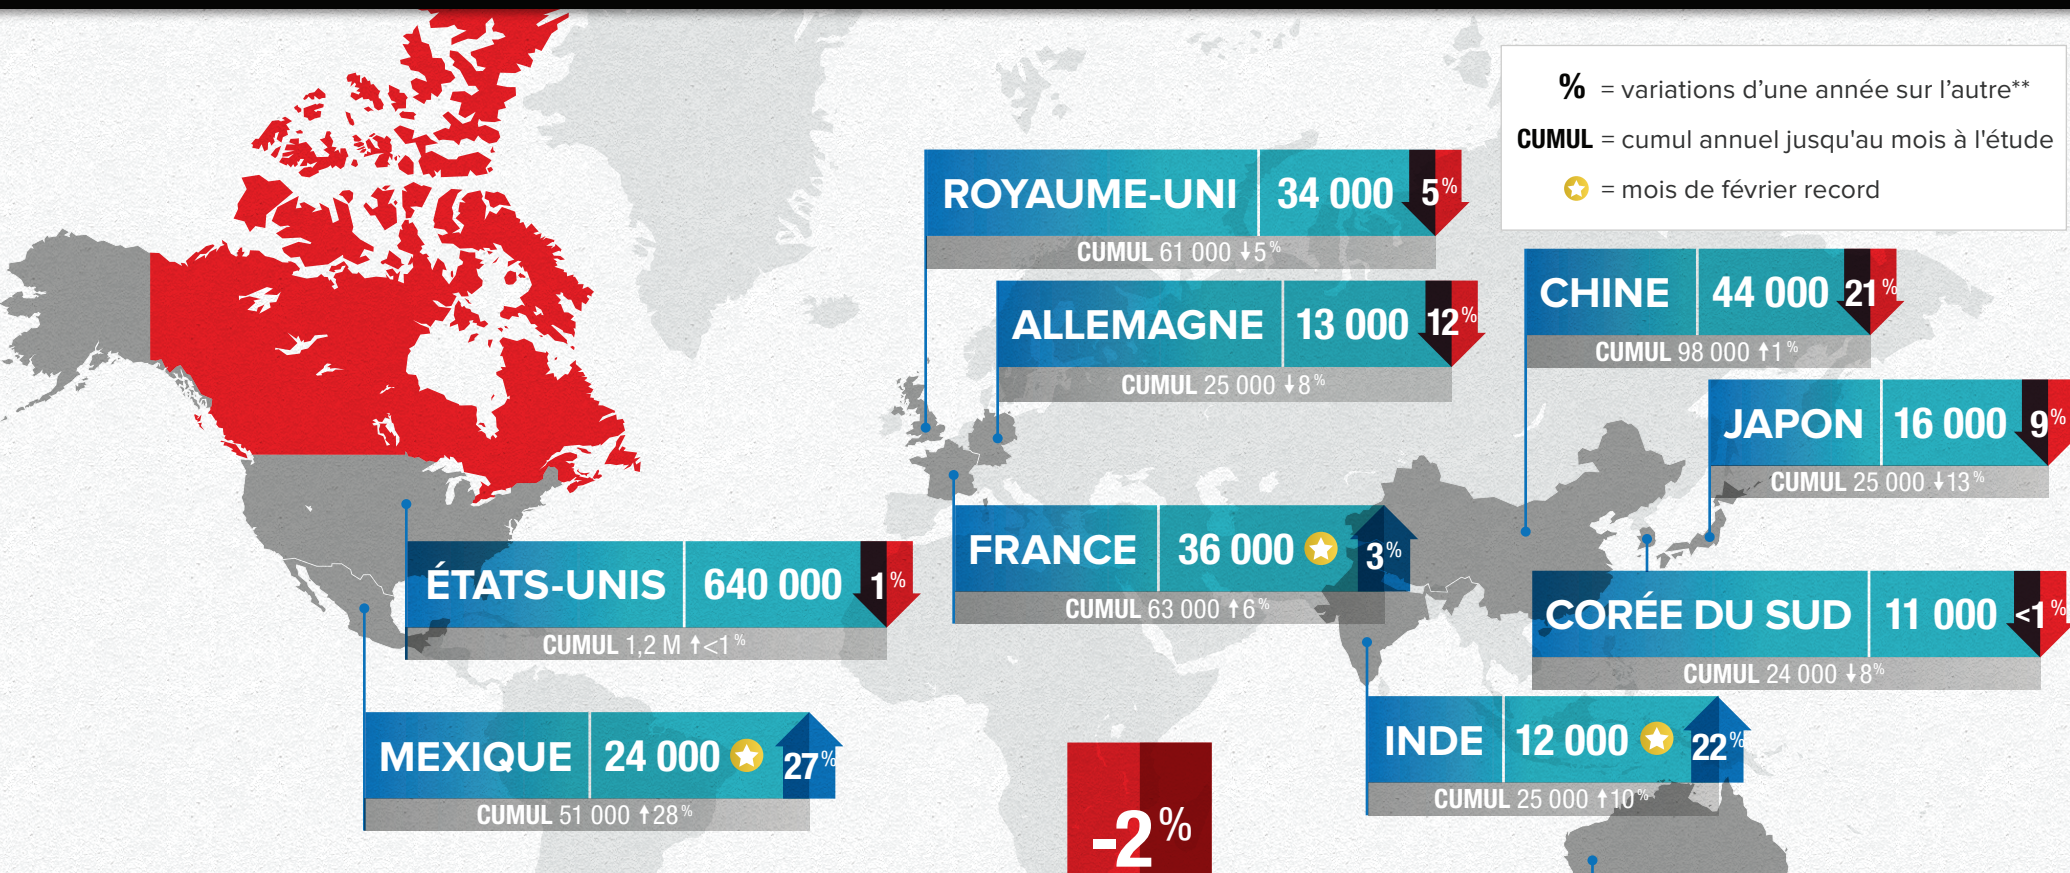 % = variations d’une année sur l’autre**
CUMUL = cumul annuel jusqu'au mois à l'étude
= mois de février record
ROYAUME-UNI 34 000 5%
CUMUL 61 000 ↓5%
ALLEMAGNE 13 000 12%
CUMUL 25 000 ↓8%
CHINE 44 000 21%
CUMUL 98 000 ↑1%
JAPON 16 000 9%
CUMUL 25 000 ↓13%
FRANCE 36 000 3%
CUMUL 63 000 ↑6%
ÉTATS-UNIS 640 000 1%
CUMUL 1,2 M ↑<1%
CORÉE DU SUD 11 000 <1%
CUMUL 24 000 ↓8%
MEXIQUE 24 000 27%
CUMUL 51 000 ↑28%
INDE 12 000 22%
CUMUL 25 000 ↑10%
-2%